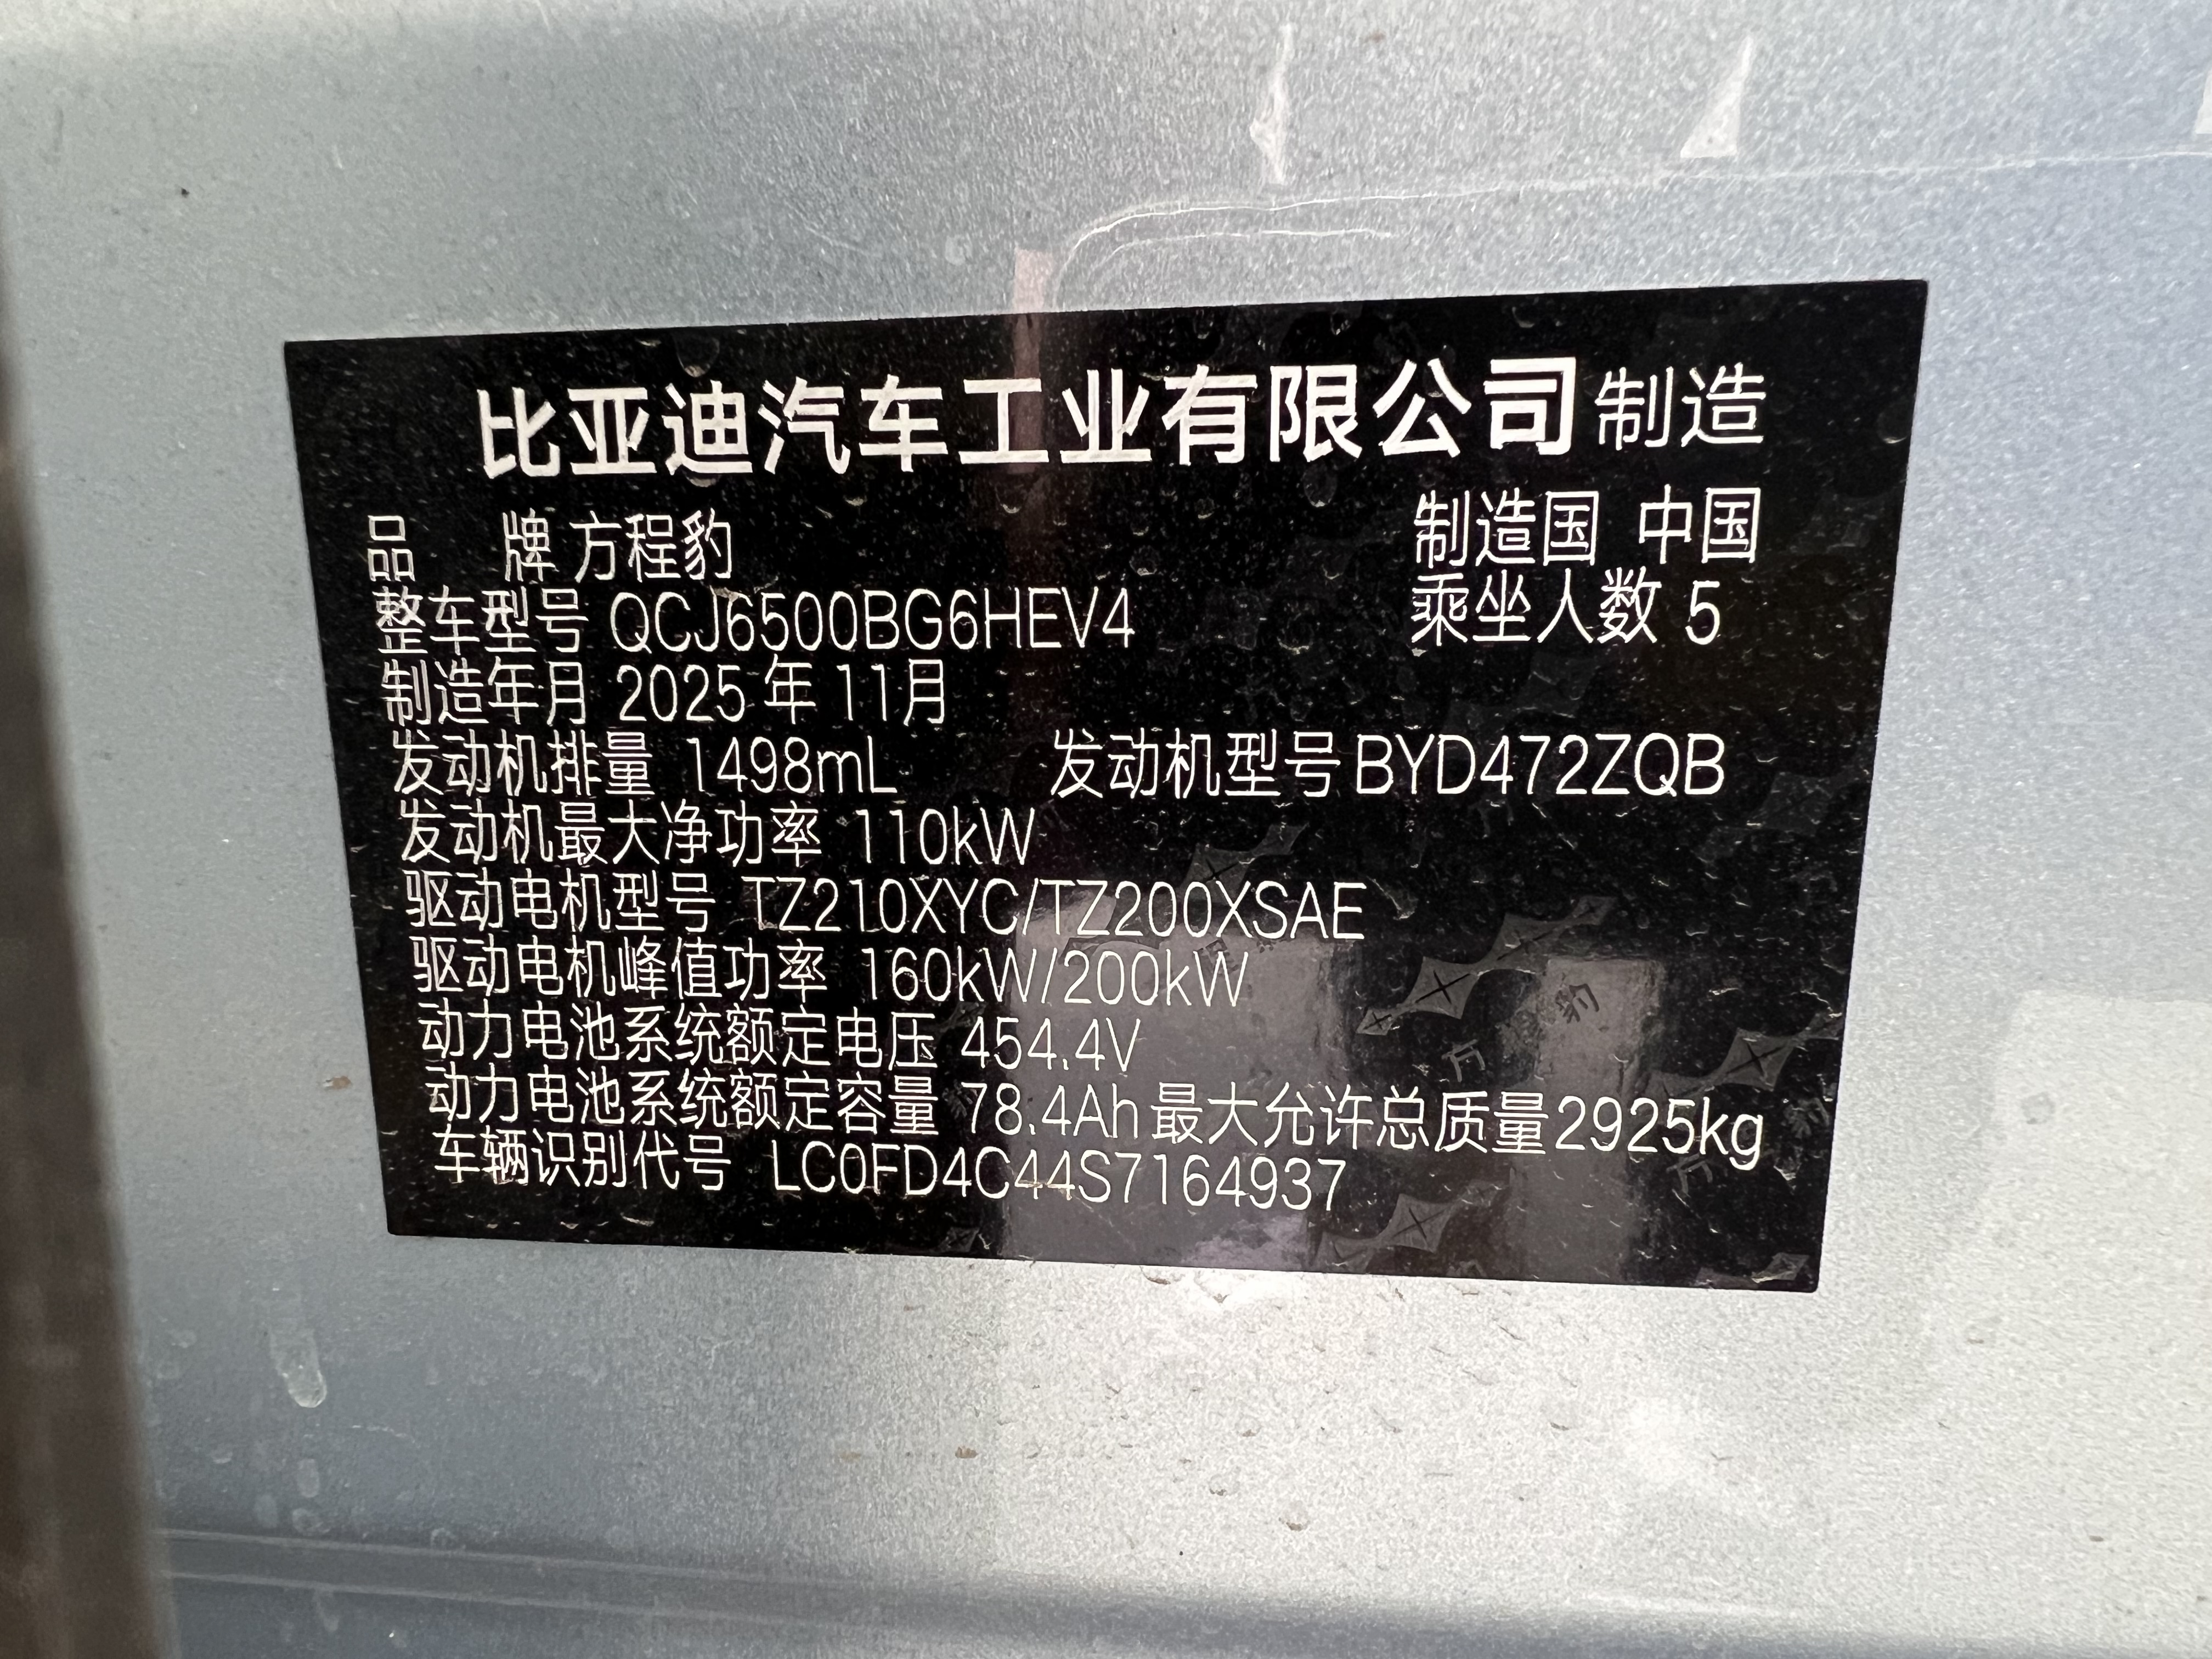 比亚迪汽车工业有限公司制造
品 牌 方程豹 制造国 中国
整车型号 QCJ6500BG6HEV4 乘坐人数 5
制造年月 2025年11月
发动机排量 1498mL 发动机型号 BYD472ZQB
发动机最大净功率 110kW
驱动电机型号 TZ210XYC/TZ200XSAE
驱动电机峰值功率 160kW/200kW
动力电池系统额定电压 454.4V
动力电池系统额定容量 78.4Ah 最大允许总质量2925kg
车辆识别代号 LC0FD4C44S7164937